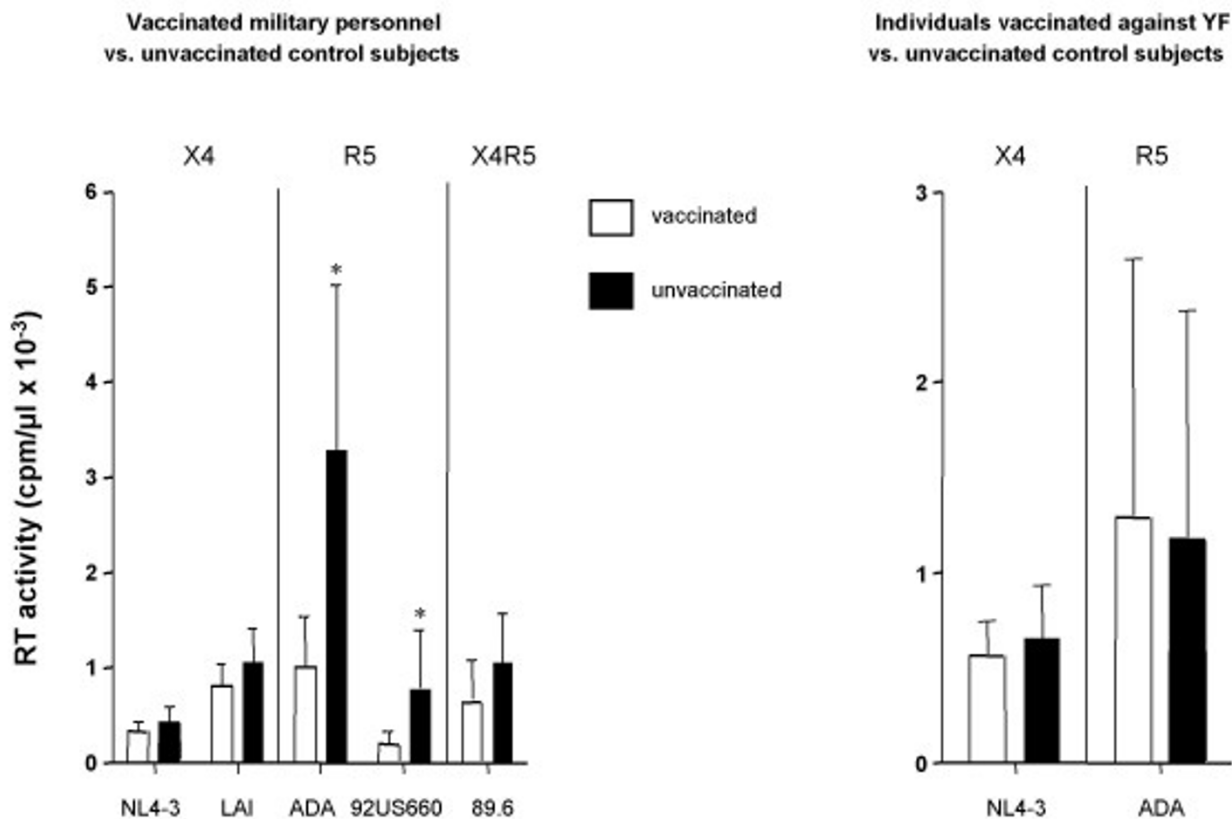 Vaccinated military personnel
vs. unvaccinated control subjects
Individuals vaccinated against YF
vs. unvaccinated control subjects
X4 R5 X4R5
X4 R5
RT activity (cpm/µl x 10-3)
6
5
4
3
2
1
0
vaccinated
unvaccinated
*
*
3
2
1
0
NL4-3 LAI ADA 92US660 89.6
NL4-3 ADA